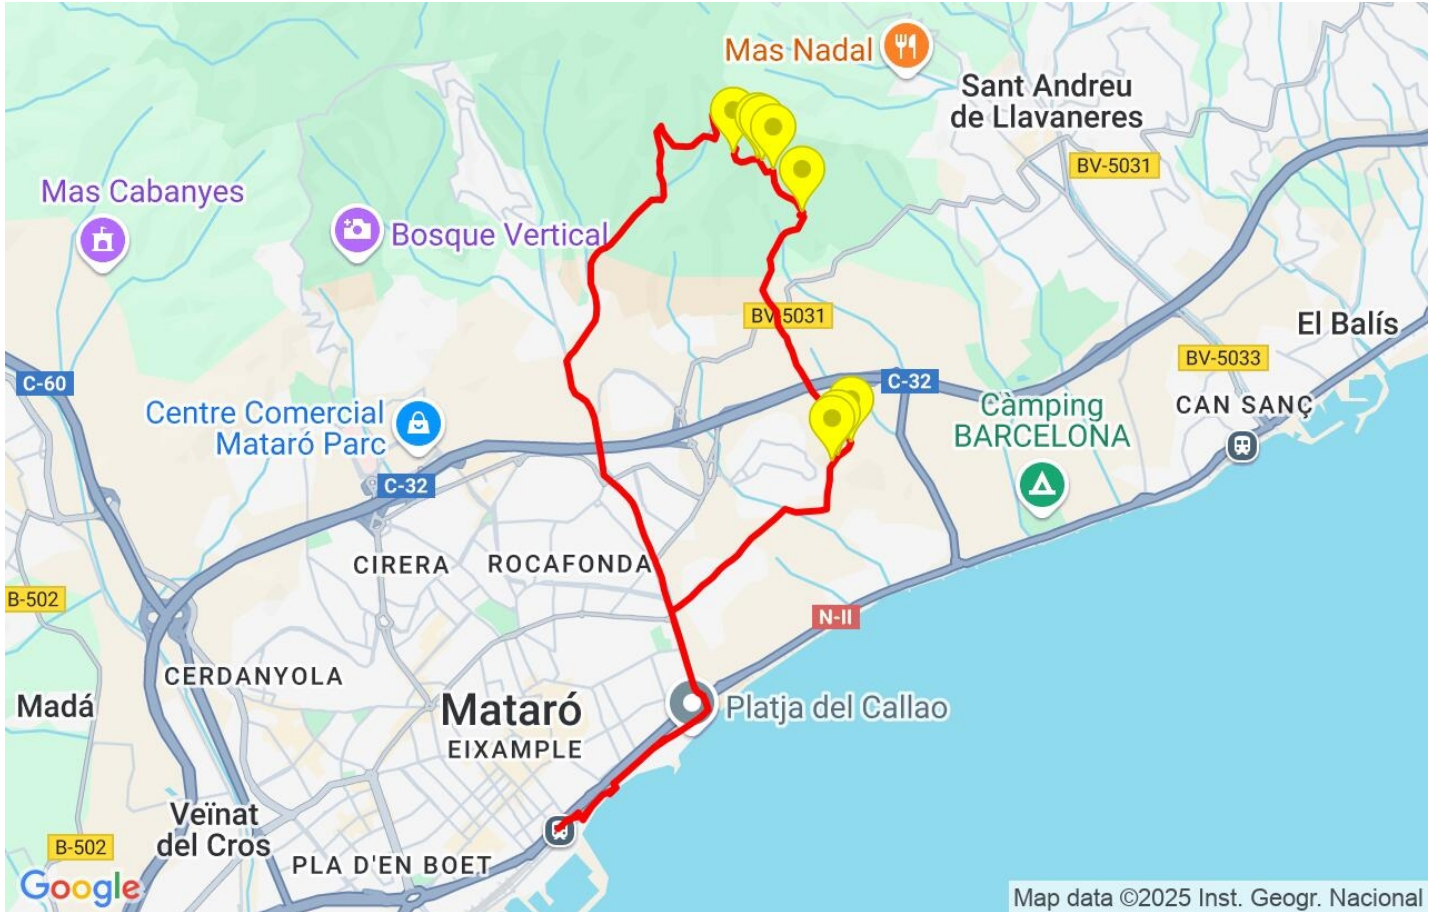 Mas Nadal
Sant Andreu
de Llavaneres
BV-5031
Mas Cabanyes
Bosque Vertical
BV-5031
El Balís
BV-5033
C-60
C-32
Centre Comercial
Mataró Parc
Càmping
BARCELONA
CAN SANÇ
C-32
CIRERA
ROCAFONDA
B-502
N-II
CERDANYOLA
Madá
Mataró
EIXAMPLE
Platja del Callao
Veïnat
del Cros
B-502
PLA D'EN BOET
Google
Map data ©2025 Inst. Geogr. Nacional